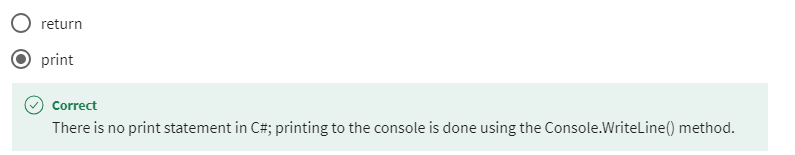 return
print
Correct
There is no print statement in C#; printing to the console is done using the Console.WriteLine() method.